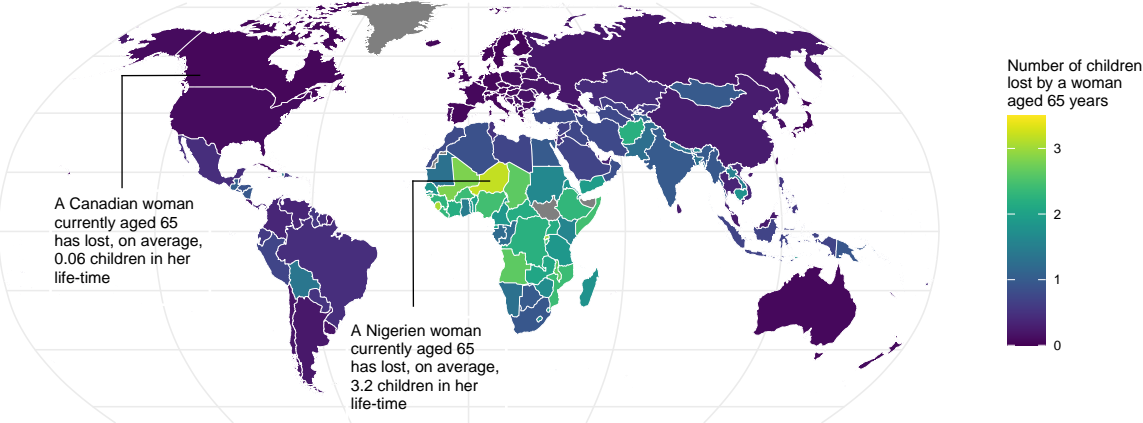 Number of children
lost by a woman
aged 65 years
3
2
1
0
A Canadian woman
currently aged 65
has lost, on average,
0.06 children in her
life-time
A Nigerien woman
currently aged 65
has lost, on average,
3.2 children in her
life-time